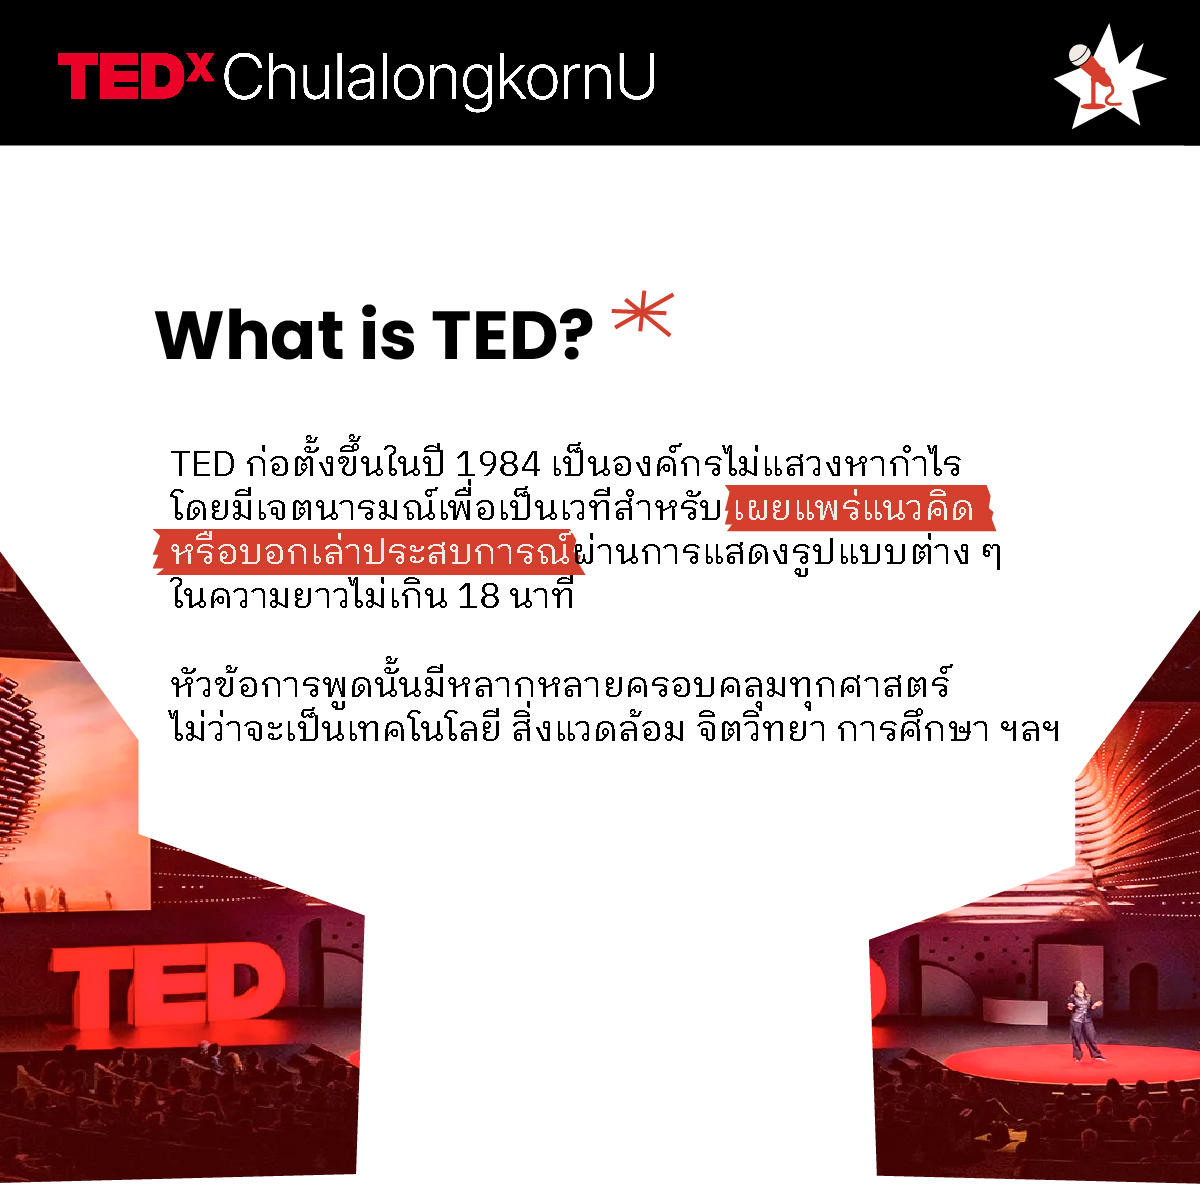 TEDx ChulalongkornU
What is TED?
TED ก่อตั้งขึ้นในปี 1984 เป็นองค์กรไม่แสวงหากำไร
โดยมีเจตนารมณ์เพื่อเป็นเวทีสำหรับ เผยแพร่แนวคิด
หรือบอกเล่าประสบการณ์ผ่านการแสดงรูปแบบต่าง ๆ
ในความยาวไม่เกิน 18 นาที
หัวข้อการพูดนั้นมีหลากหลายครอบคลุมทุกศาสตร์
ไม่ว่าจะเป็นเทคโนโลยี สิ่งแวดล้อม จิตวิทยา การศึกษา ฯลฯ
TED